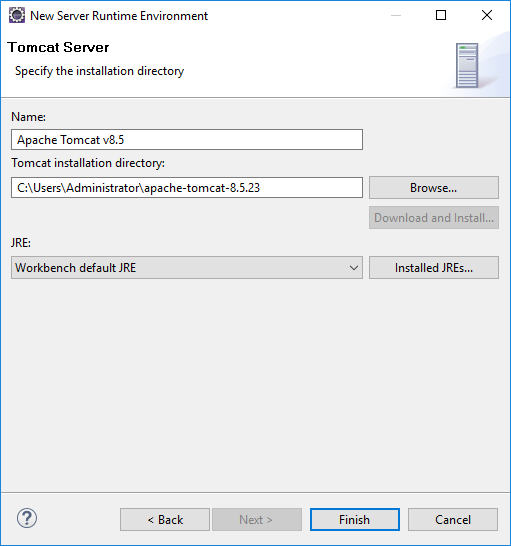 New Server Runtime Environment
Tomcat Server
Specify the installation directory
Name:
Apache Tomcat v8.5
Tomcat installation directory:
C:\Users\Administrator\apache-tomcat-8.5.23
Browse...
Download and Install...
JRE:
Workbench default JRE
Installed JREs...
?
< Back
Next >
Finish
Cancel